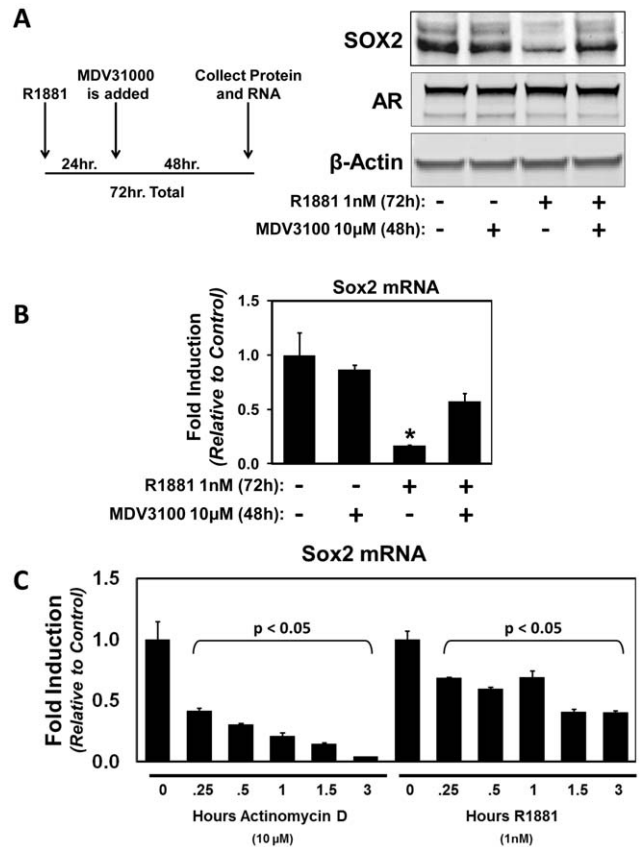 A
R1881
MDV31000
is added
Collect Protein
and RNA
24hr.
48hr.
72hr. Total
SOX2
AR
β-Actin
R1881 1nM (72h): - - + +
MDV3100 10μM (48h): - + - +
B
Sox2 mRNA
Fold Induction
(Relative to Control)
1.5
1.0
0.5
0.0
*
R1881 1nM (72h): - - + +
MDV3100 10μM (48h): - + - +
C
Sox2 mRNA
Fold Induction
(Relative to Control)
1.5
1.0
0.5
0.0
p < 0.05
p < 0.05
0 .25 .5 1 1.5 3 0 .25 .5 1 1.5 3
Hours Actinomycin D
(10 μM)
Hours R1881
(1nM)